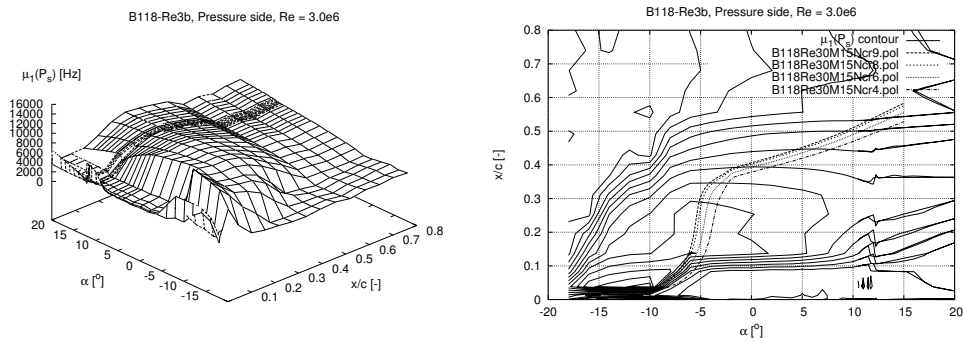 B118-Re3b, Pressure side, Re = 3.0e6
μ1(Ps) [Hz]
16000
14000
12000
10000
8000
6000
4000
2000
0
20
15
10
5
0
-5
-10
-15
α [°]
0.1
0.2
0.3
0.4
0.5
0.6
0.7
0.8
x/c [-]
B118-Re3b, Pressure side, Re = 3.0e6
μ1(Ps) contour
B118Re30M15Ncr9.pol
B118Re30M15Ncr8.pol
B118Re30M15Ncr6.pol
B118Re30M15Ncr4.pol
0.8
0.7
0.6
0.5
0.4
0.3
0.2
0.1
0
x/c [-]
-20 -15 -10 -5 0 5 10 15 20
α [°]